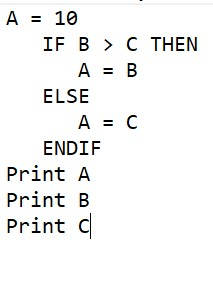 A = 10
   IF B > C THEN
      A = B
   ELSE
      A = C
   ENDIF
Print A
Print B
Print C